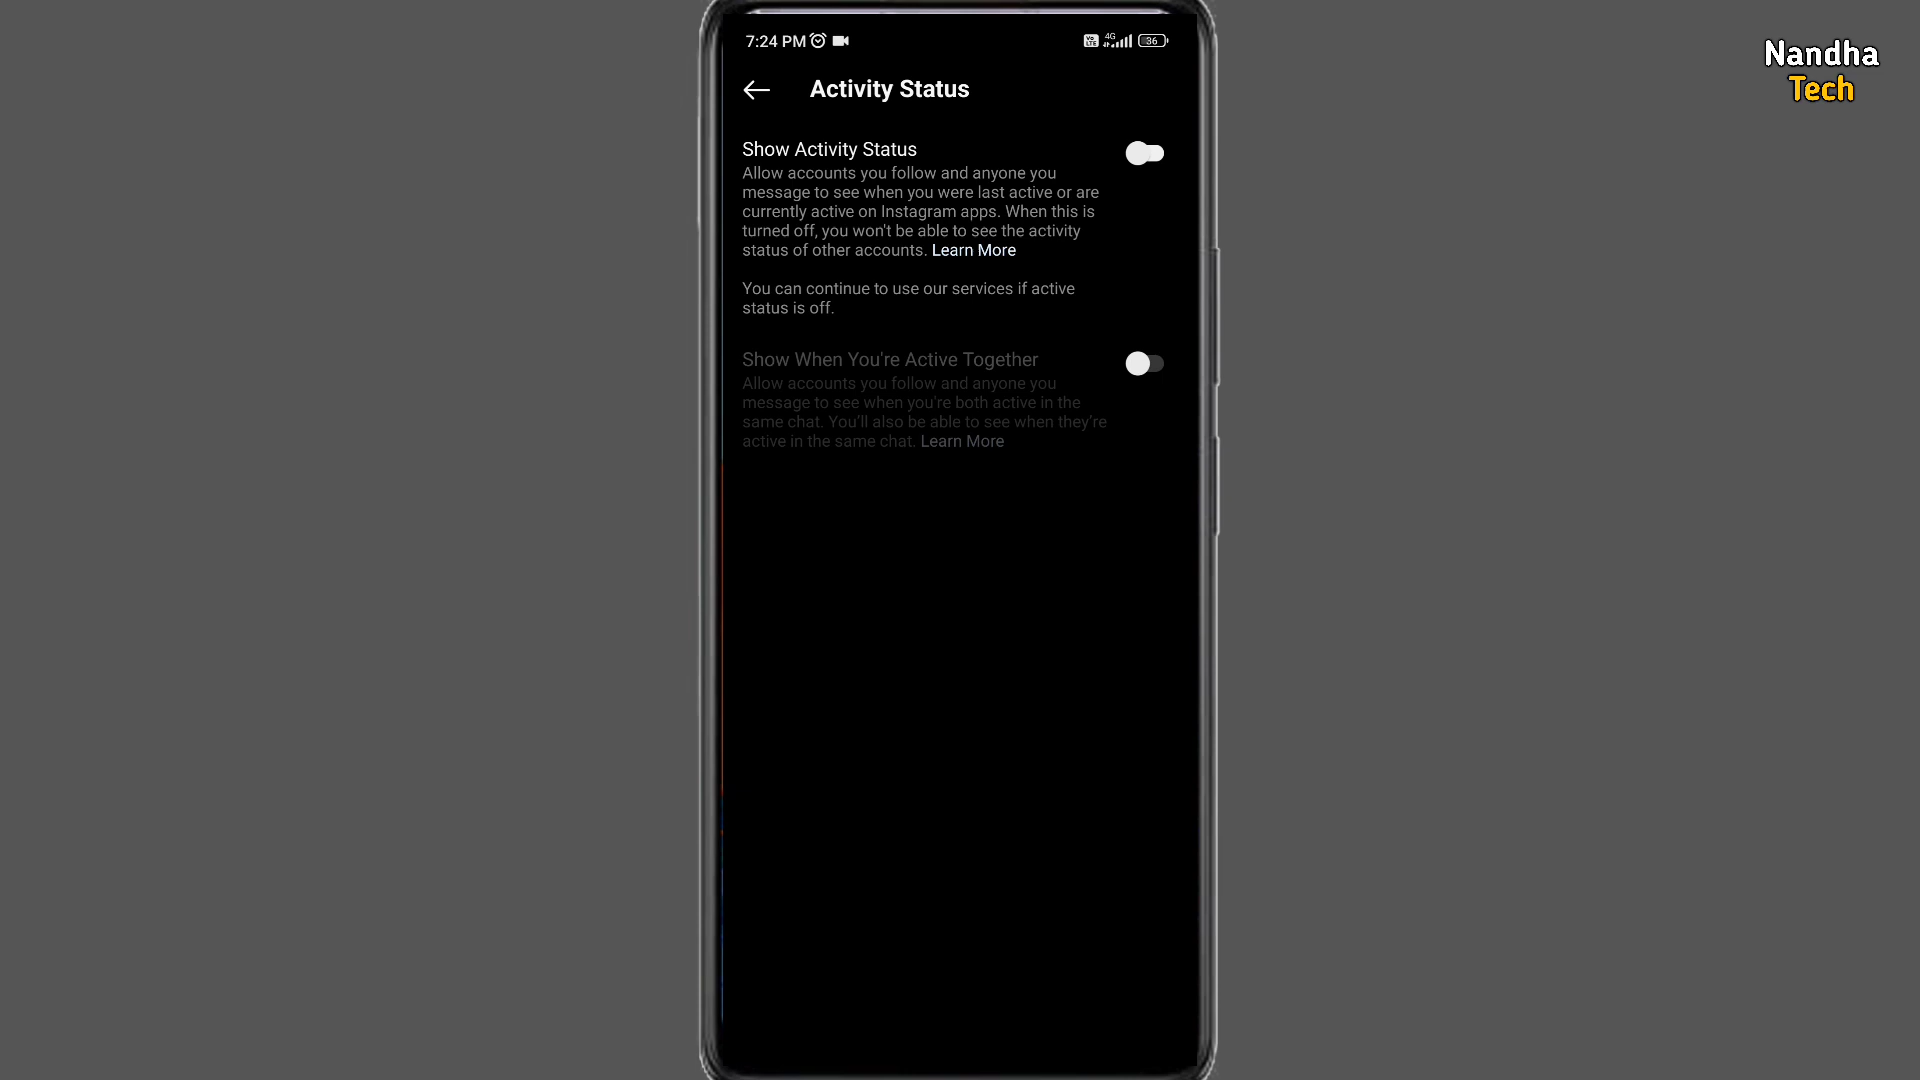 7:24 PM
Vo
LTE
4G
36
Nandha
Tech
Activity Status
Show Activity Status
Allow accounts you follow and anyone you
message to see when you were last active or are
currently active on Instagram apps. When this is
turned off, you won't be able to see the activity
status of other accounts. Learn More
You can continue to use our services if active
status is off.
Show When You're Active Together
Allow accounts you follow and anyone you
message to see when you're both active in the
same chat. You'll also be able to see when they're
active in the same chat. Learn More